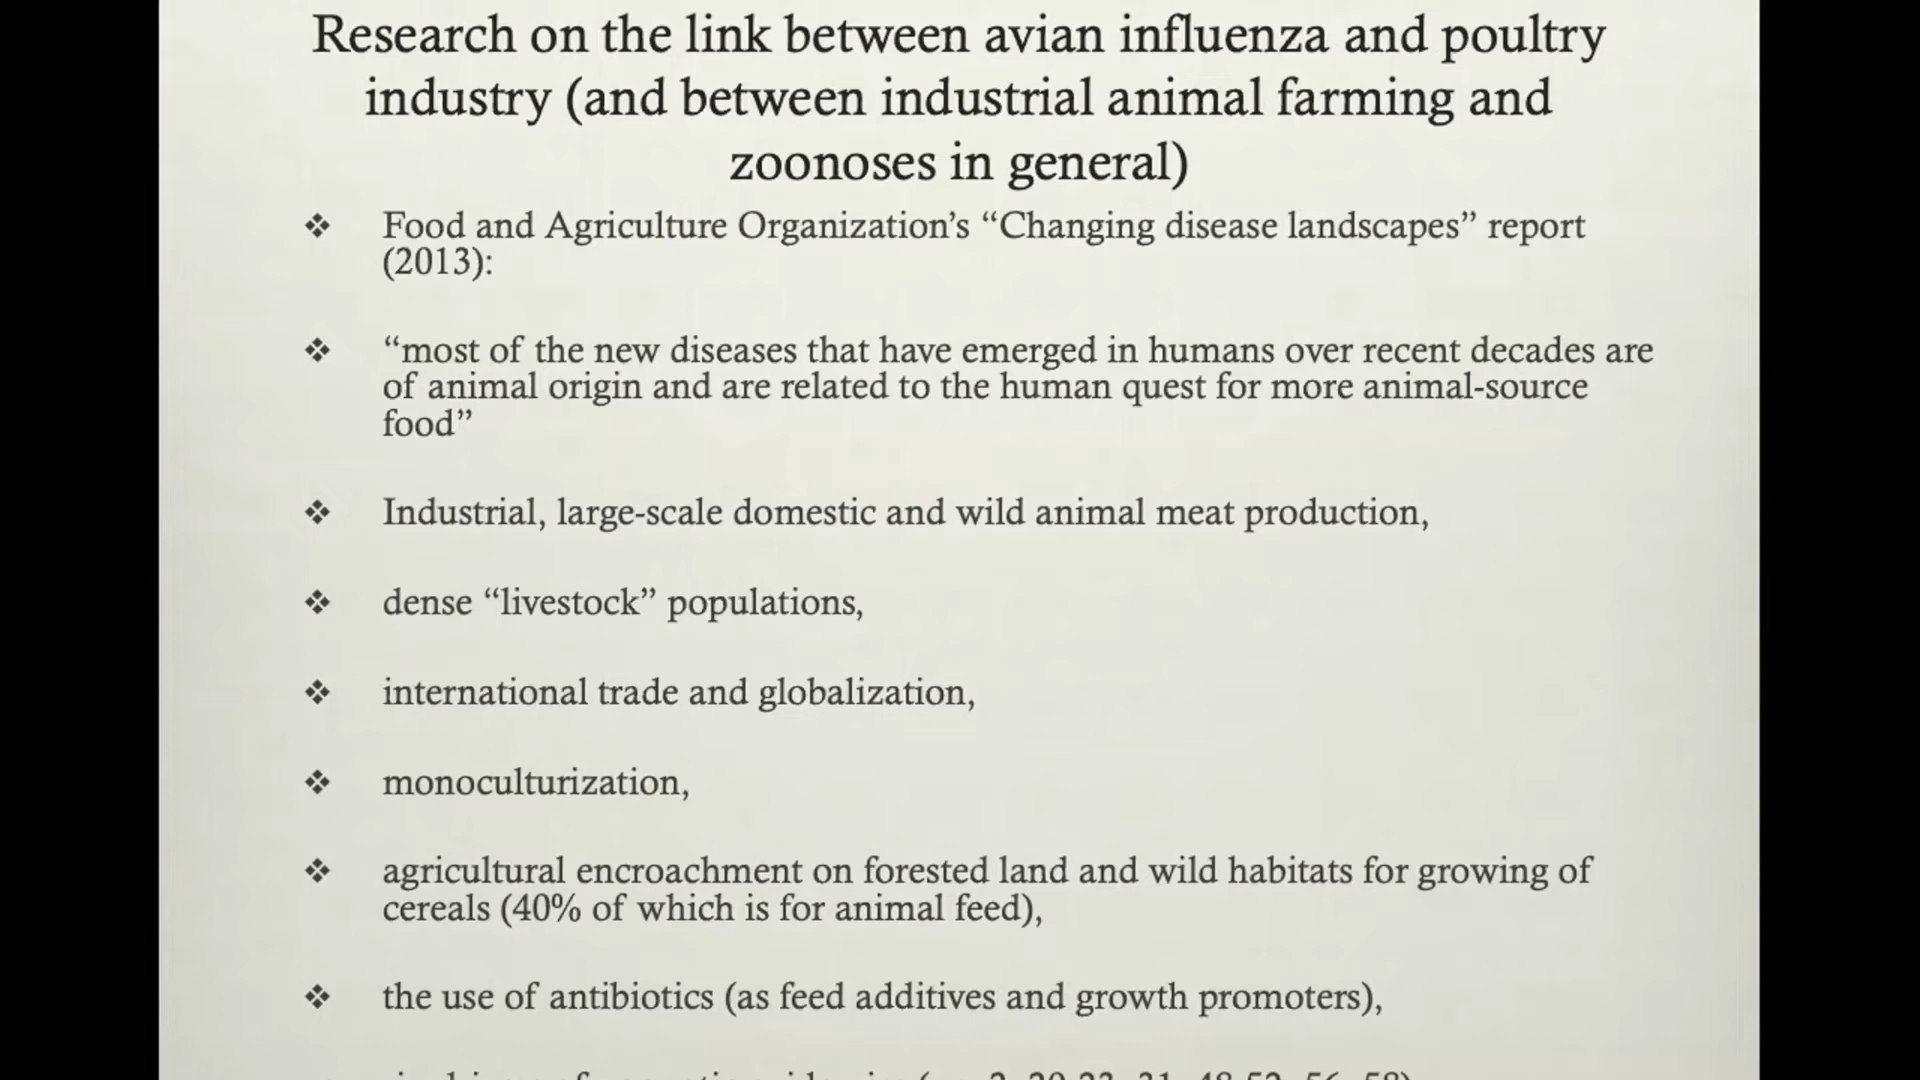 Research on the link between avian influenza and poultry
industry (and between industrial animal farming and
zoonoses in general)
❖ Food and Agriculture Organization’s “Changing disease landscapes” report
(2013):
❖ “most of the new diseases that have emerged in humans over recent decades are
of animal origin and are related to the human quest for more animal-source
food”
❖ Industrial, large-scale domestic and wild animal meat production,
❖ dense “livestock” populations,
❖ international trade and globalization,
❖ monoculturization,
❖ agricultural encroachment on forested land and wild habitats for growing of
cereals (40% of which is for animal feed),
❖ the use of antibiotics (as feed additives and growth promoters),